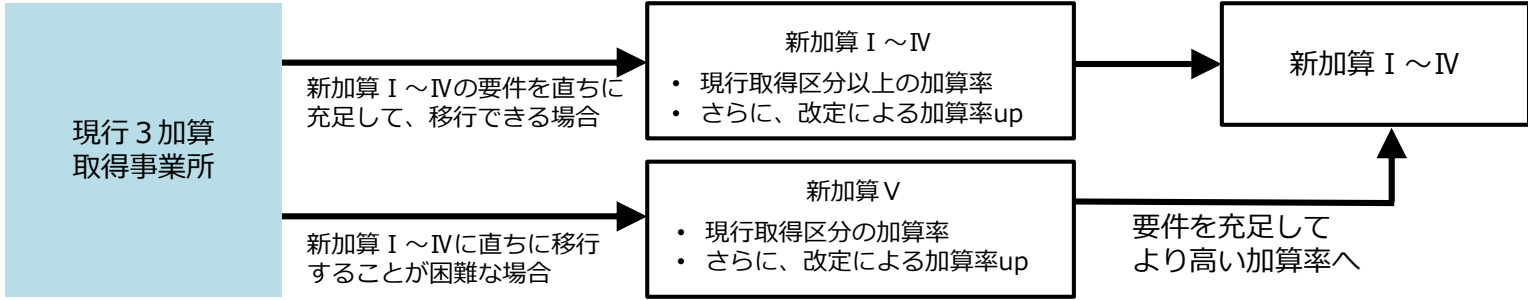 現行３加算
取得事業所
新加算Ⅰ～Ⅳの要件を直ちに
充足して、移行できる場合
新加算Ⅰ～Ⅳ
• 現行取得区分以上の加算率
• さらに、改定による加算率up
新加算Ⅰ～Ⅳ
新加算Ⅰ～Ⅳに直ちに移行
することが困難な場合
新加算Ⅴ
• 現行取得区分の加算率
• さらに、改定による加算率up
要件を充足して
より高い加算率へ